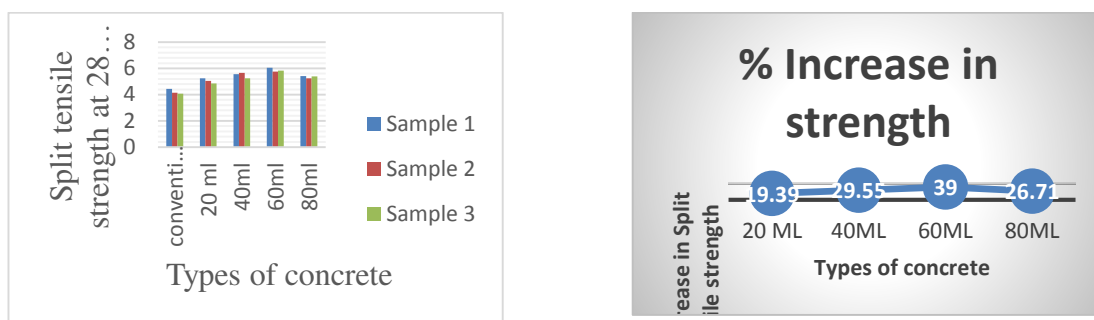 Split tensile
strength at 28…
8
6
4
2
0
conventi…
20 ml
40ml
60ml
80ml
Sample 1
Sample 2
Sample 3
Types of concrete
% Increase in
strength
19.39
29.55
39
26.71
20 ML
40ML
60ML
80ML
Types of concrete
in Split
strength